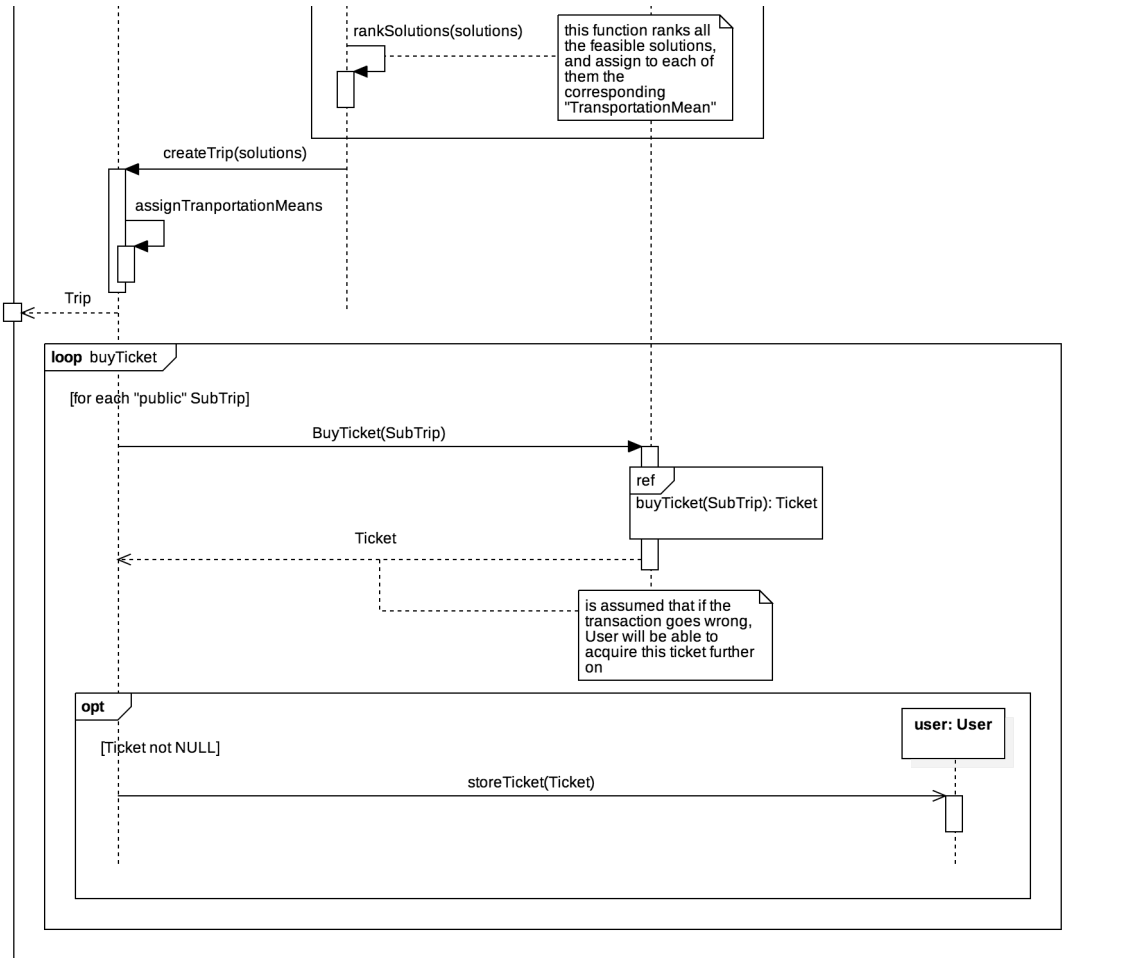 rankSolutions(solutions)
this function ranks all
the feasible solutions,
and assign to each of
them the
corresponding
"TransportationMean"
createTrip(solutions)
assignTranportationMeans
Trip
loop buyTicket
[for each "public" SubTrip]
BuyTicket(SubTrip)
ref
buyTicket(SubTrip): Ticket
Ticket
is assumed that if the
transaction goes wrong,
User will be able to
acquire this ticket further
on
opt
user: User
[Ticket not NULL]
storeTicket(Ticket)